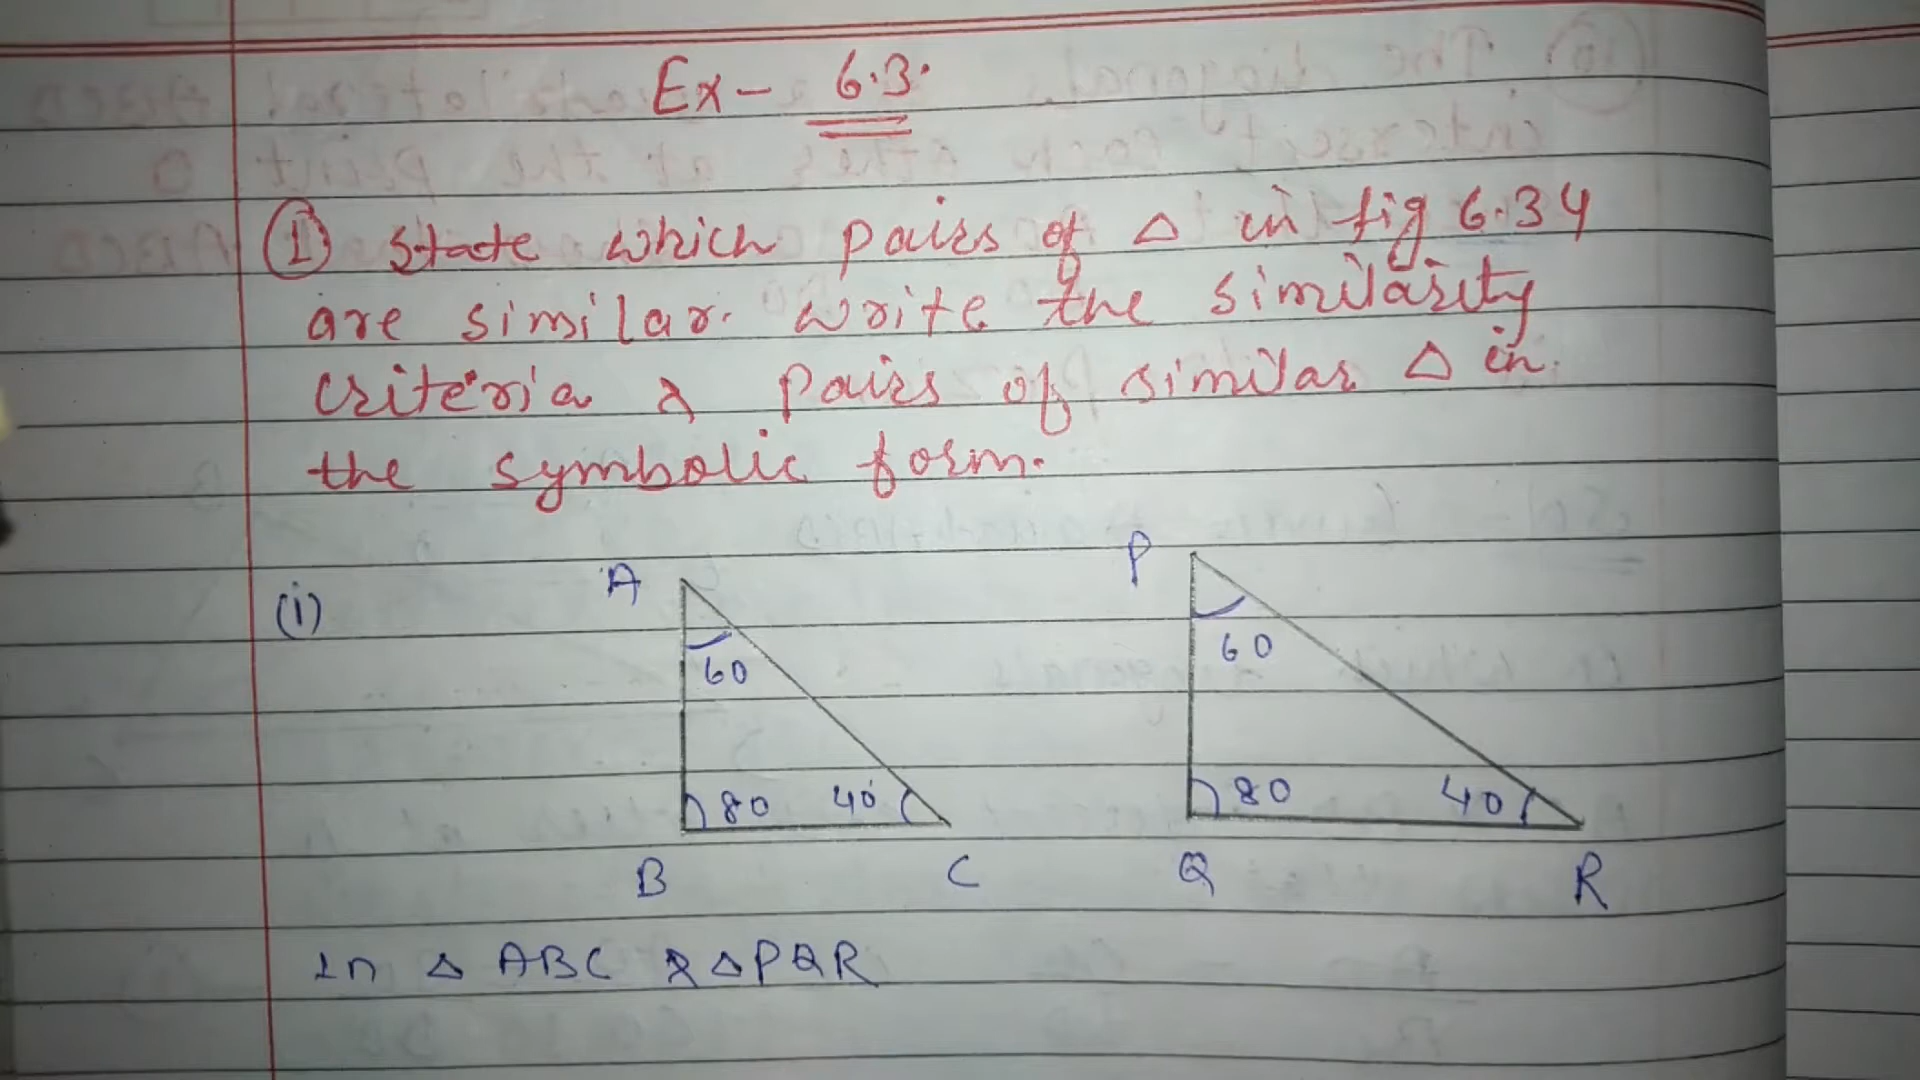 Ex - 6.3.
① State which pairs of △ in fig 6.34
are similar. write the similarity
criteria & pairs of similar △ in
the symbolic form.
(i)
A
P
60
60
80 40
80 40
B C Q R
In △ ABC & △PQR